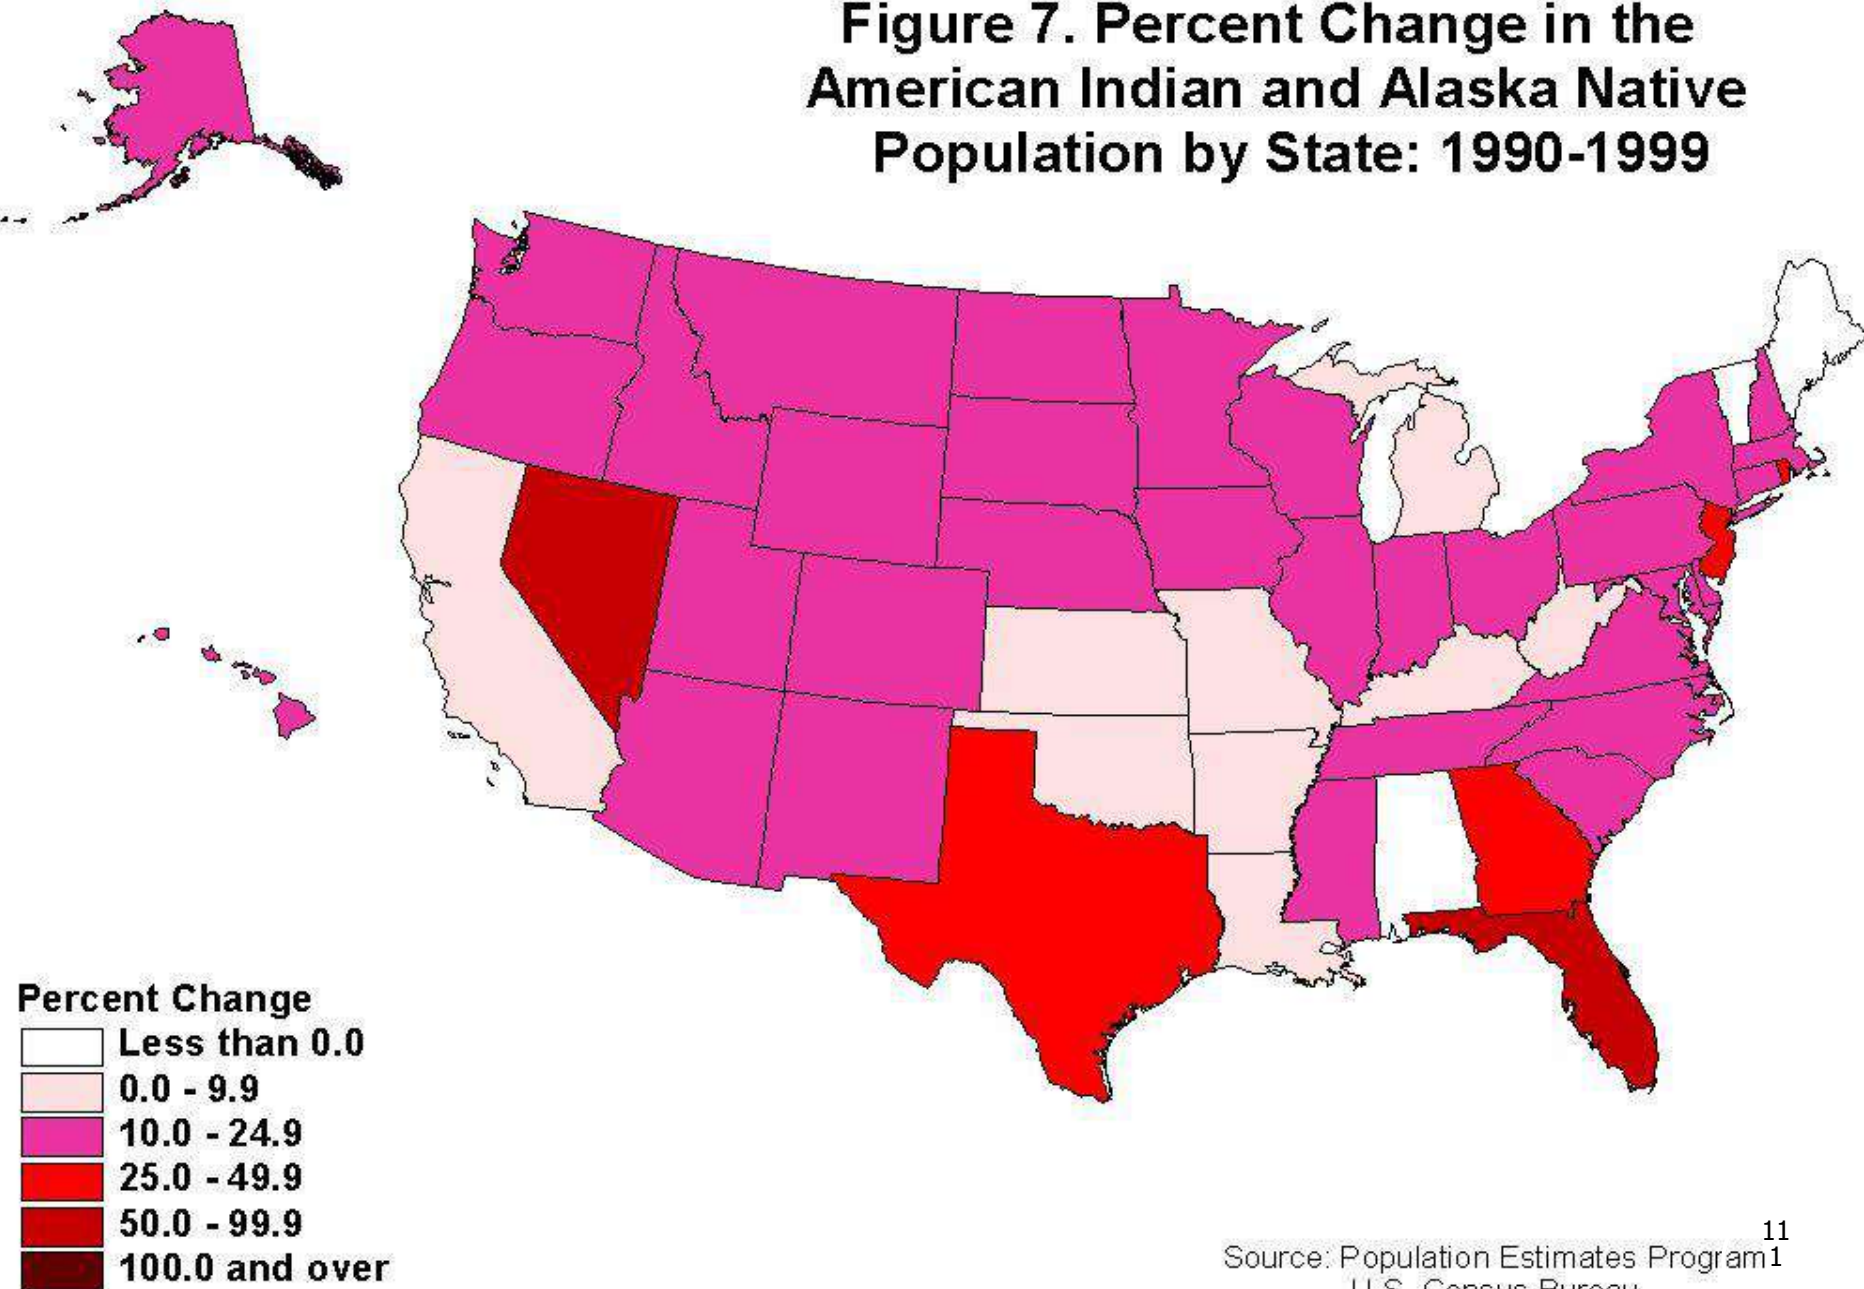 Figure 7. Percent Change in the
American Indian and Alaska Native
Population by State: 1990-1999
Percent Change
Less than 0.0
0.0 - 9.9
10.0 - 24.9
25.0 - 49.9
50.0 - 99.9
100.0 and over
11
Source: Population Estimates Program1
U.S. Census Bureau